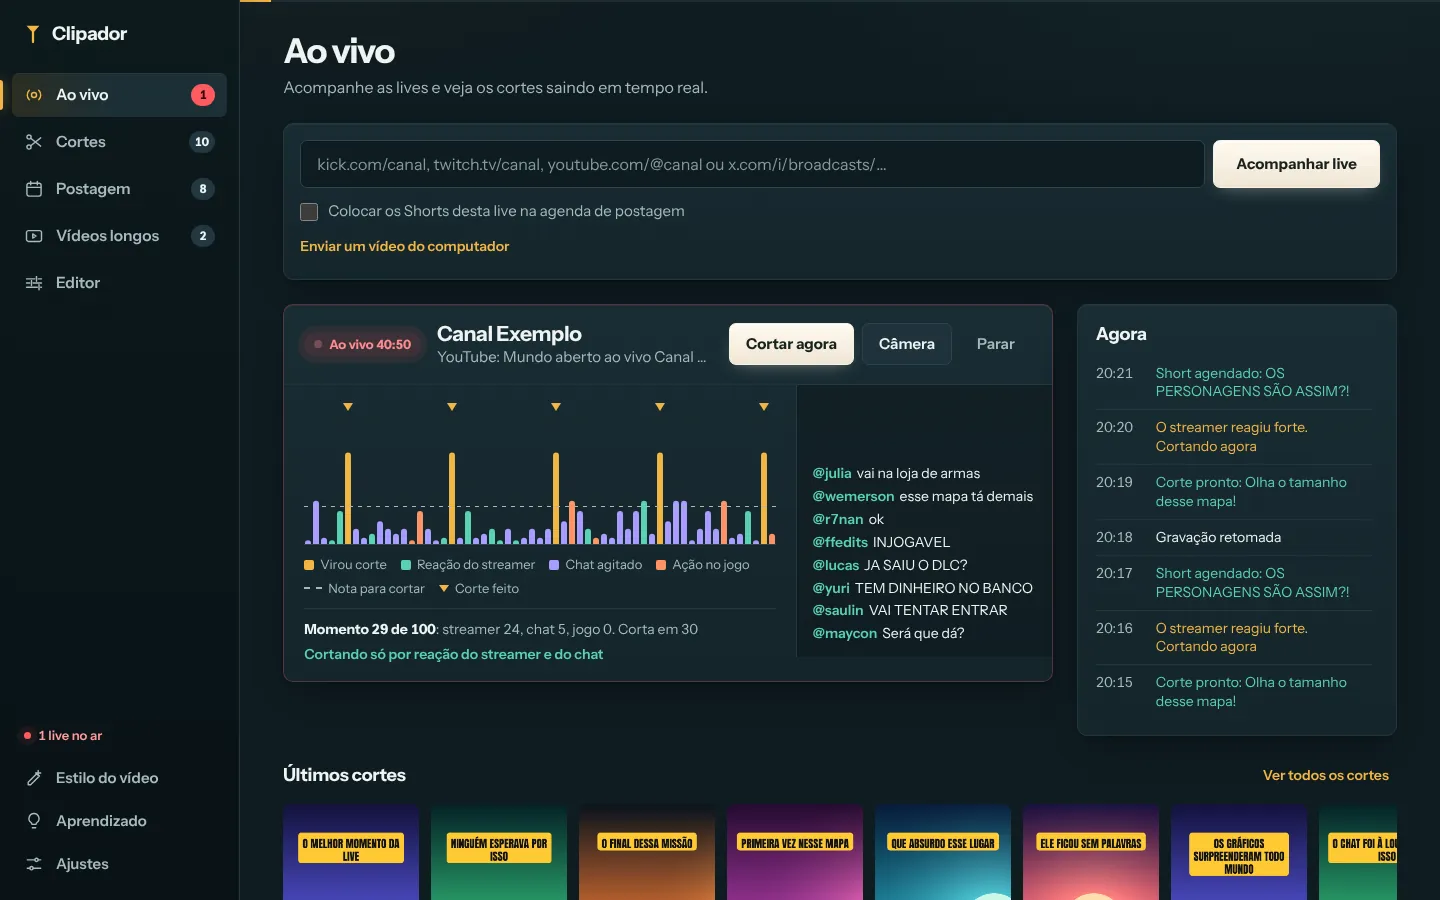 Clipador
Ao vivo
1
Cortes
10
Postagem
8
Vídeos longos
2
Editor
1 live no ar
Estilo do vídeo
Aprendizado
Ajustes
Ao vivo
Acompanhe as lives e veja os cortes saindo em tempo real.
kick.com/canal, twitch.tv/canal, youtube.com/@canal ou x.com/i/broadcasts/...
Acompanhar live
Colocar os Shorts desta live na agenda de postagem
Enviar um vídeo do computador
Ao vivo 40:50
Canal Exemplo
YouTube: Mundo aberto ao vivo Canal ...
Cortar agora
Câmera
Parar
Virou corte
Reação do streamer
Chat agitado
Ação no jogo
Nota para cortar
Corte feito
Momento 29 de 100: streamer 24, chat 5, jogo 0. Corta em 30
Cortando só por reação do streamer e do chat
@julia vai na loja de armas
@wemerson esse mapa tá demais
@r7nan ok
@ffedits INJOGAVEL
@lucas JA SAIU O DLC?
@yuri TEM DINHEIRO NO BANCO
@saulin VAI TENTAR ENTRAR
@maycon Será que dá?
Agora
20:21 Short agendado: OS
PERSONAGENS SÃO ASSIM?!
20:20 O streamer reagiu forte.
Cortando agora
20:19 Corte pronto: Olha o tamanho
desse mapa!
20:18 Gravação retomada
20:17 Short agendado: OS
PERSONAGENS SÃO ASSIM?!
20:16 O streamer reagiu forte.
Cortando agora
20:15 Corte pronto: Olha o tamanho
desse mapa!
Últimos cortes
Ver todos os cortes
O MELHOR MOMENTO DA
LIVE
NINGUÉM ESPERAVA POR
ISSO
O FINAL DESSA MISSÃO
PRIMEIRA VEZ NESSE MAPA
QUE ABSURDO ESSE LUGAR
ELE FICOU SEM PALAVRAS
OS GRÁFICOS
SURPREENDERAM TODO
MUNDO
O CHAT FOI À
ISSO